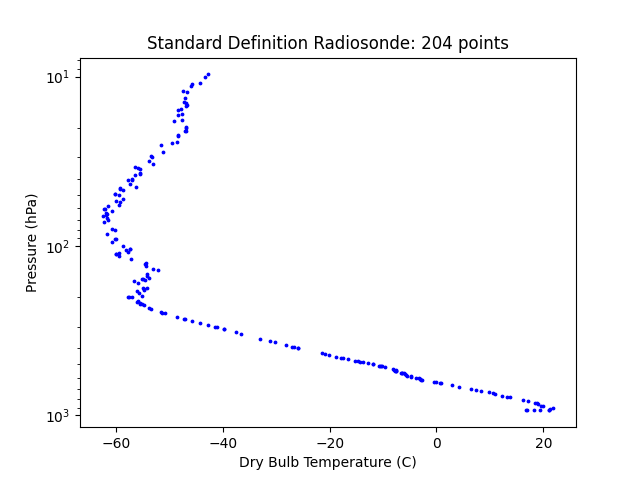 Standard Definition Radiosonde: 204 points
10¹
10²
10³
Pressure (hPa)
−60 −40 −20 0 20
Dry Bulb Temperature (C)